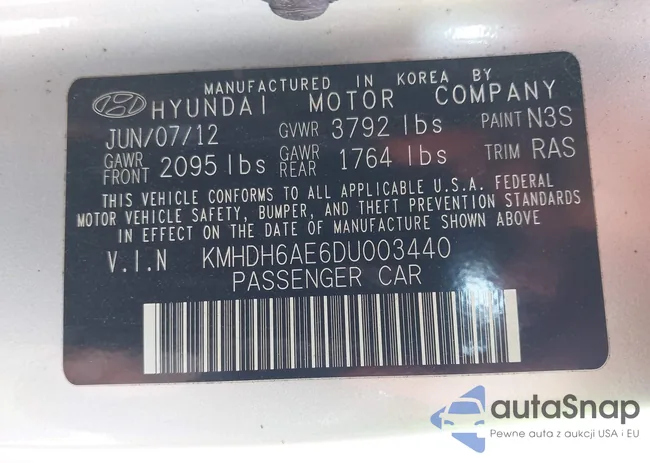 MANUFACTURED IN KOREA BY
HYUNDAI MOTOR COMPANY
JUN/07/12 GVWR 3792 lbs PAINT N3S
GAWR FRONT 2095 lbs GAWR REAR 1764 lbs TRIM RAS
THIS VEHICLE CONFORMS TO ALL APPLICABLE U.S.A. FEDERAL
MOTOR VEHICLE SAFETY, BUMPER, AND THEFT PREVENTION STANDARDS
IN EFFECT ON THE DATE OF MANUFACTURE SHOWN ABOVE
V.I.N KMHDH6AE6DU003440
PASSENGER CAR
autaSnap
Pewne auta z aukcji USA i EU